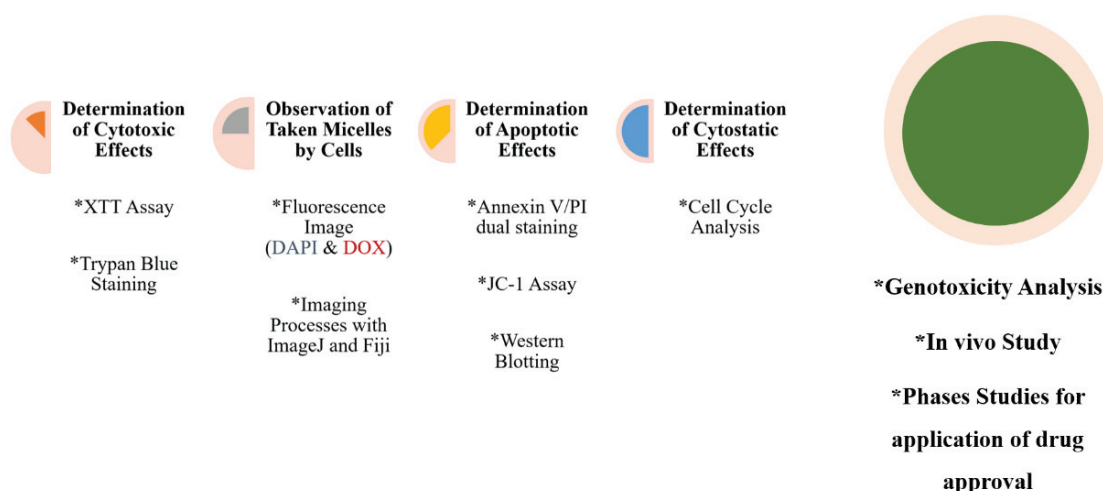 Determination
of Cytotoxic
Effects
*XTT Assay
*Trypan Blue
Staining
Observation of
Taken Micelles
by Cells
*Fluorescence
Image
(DAPI & DOX)
*Imaging
Processes with
ImageJ and Fiji
Determination
of Apoptotic
Effects
*Annexin V/PI
dual staining
*JC-1 Assay
*Western
Blotting
Determination
of Cytostatic
Effects
*Cell Cycle
Analysis
*Genotoxicity Analysis
*In vivo Study
*Phases Studies for
application of drug
approval